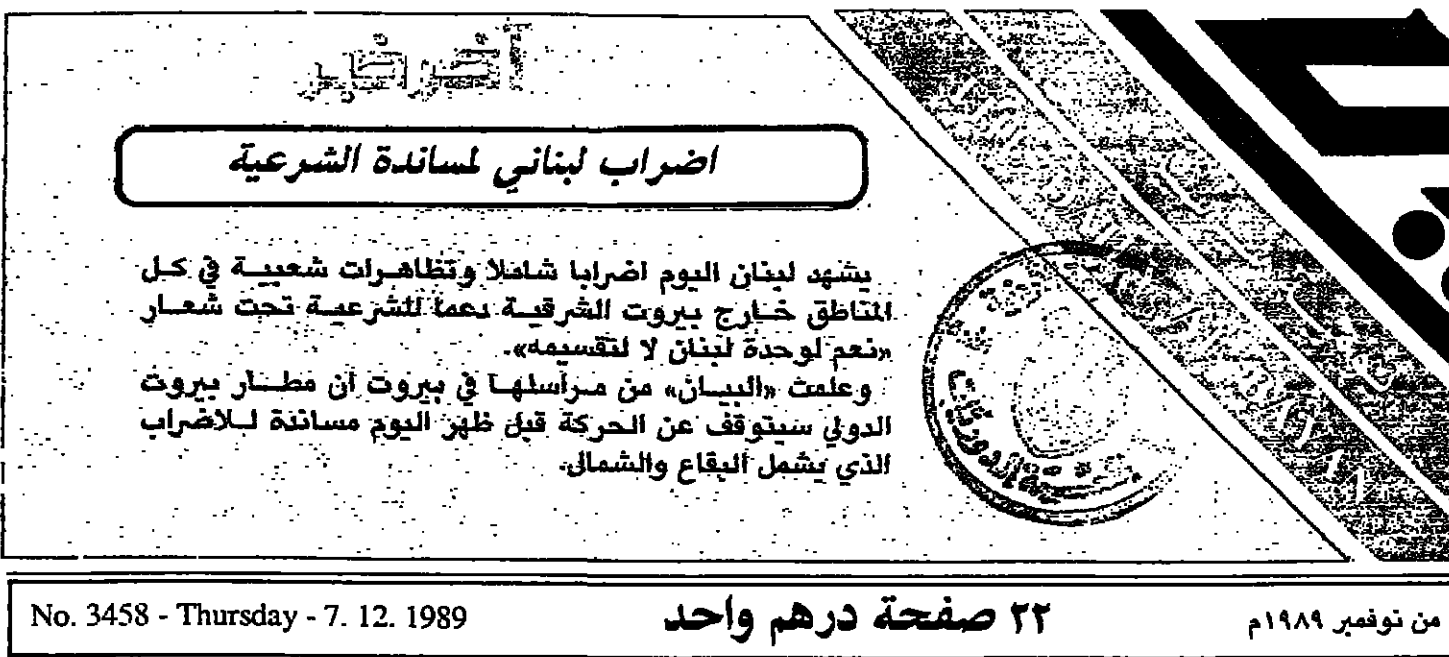 أخر خبر
اضراب لبناني لمساندة الشرعية
يشهد لبنان اليوم اضرابا شاملا وتظاهرات شعبية في كل
المناطق خارج بيروت الشرقية دعما للشرعية تحت شعار
«نعم لوحدة لبنان لا لتقسيمه».
وعلمت «البيان» من مراسلها في بيروت ان مطار بيروت
الدولي سيتوقف عن الحركة قبل ظهر اليوم مساندة للاضراب
الذي يشمل البقاع والشمال.
من نوفمبر ١٩٨٩م
٢٢ صفحة درهم واحد
No. 3458 - Thursday - 7. 12. 1989